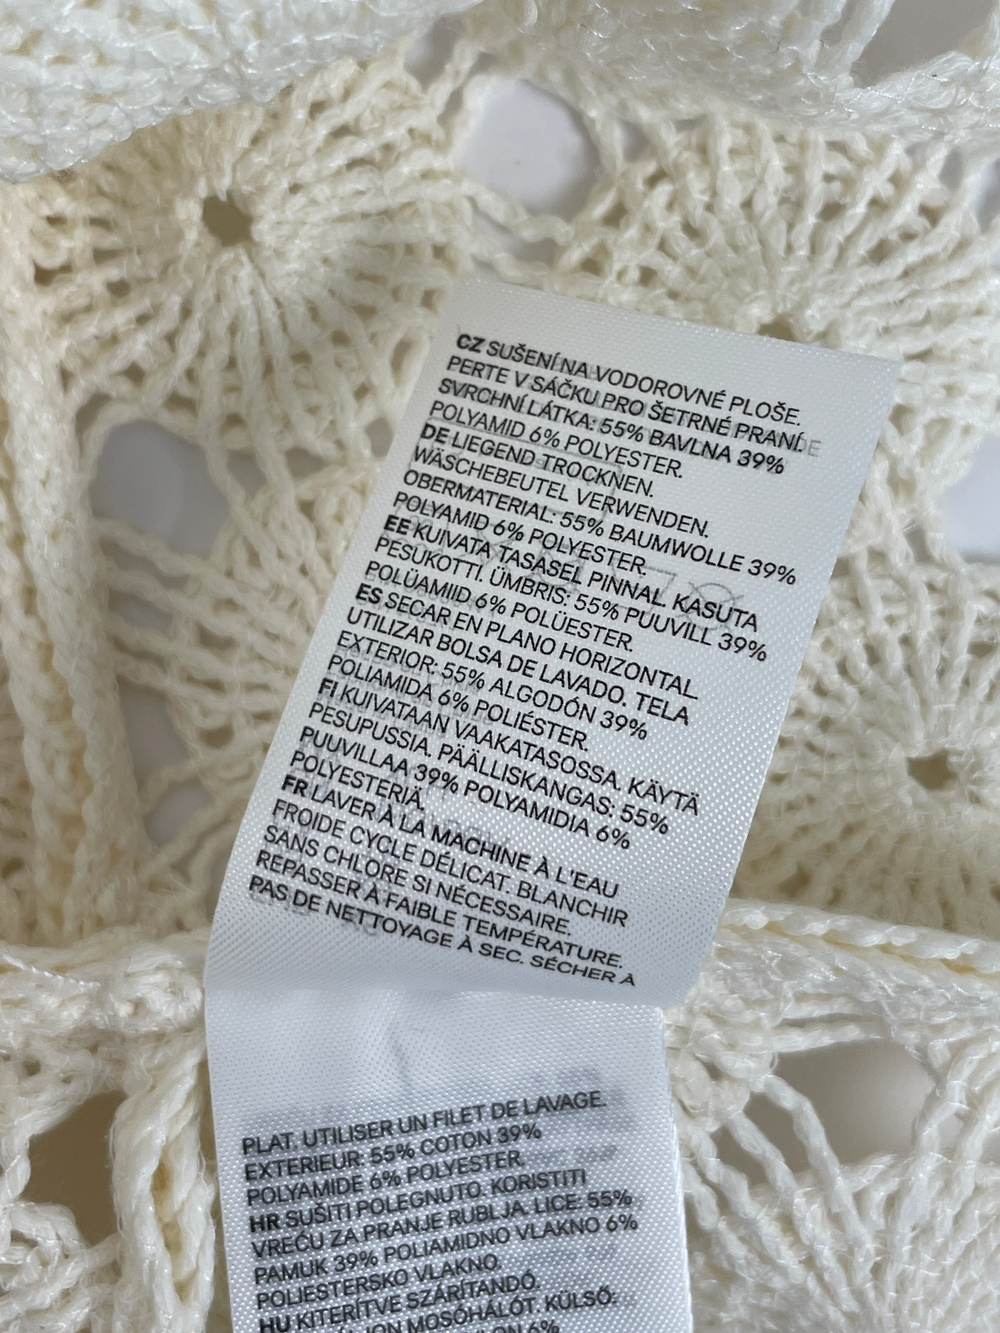 CZ SUŠENÍ NA VODOROVNÉ PLOŠE.
PERTE V SÁČKU PRO ŠETRNÉ PRANÍ.
SVRCHNÍ LÁTKA: 55% BAVLNA 39%
POLYAMID 6% POLYESTER.
DE LIEGEND TROCKNEN.
WÄSCHEBEUTEL VERWENDEN.
OBERMATERIAL: 55% BAUMWOLLE 39%
POLYAMID 6% POLYESTER.
EE KUIVATA TASASEL PINNAL. KASUTA
PESUKOTTI. ÜMBRIS: 55% PUUVILL 39%
POLÜAMIID 6% POLÜESTER.
ES SECAR EN PLANO HORIZONTAL
UTILIZAR BOLSA DE LAVADO. TELA
EXTERIOR: 55% ALGODÓN 39%
POLIAMIDA 6% POLIÉSTER.
FI KUIVATAAN VAAKATASOSSA. KÄYTÄ
PESUPUSSIA. PÄÄLLISKANGAS: 55%
PUUVILLAA 39% POLYAMIDIA 6%
POLYESTERIÄ.
FR LAVER À LA MACHINE À L'EAU
FROIDE CYCLE DÉLICAT. BLANCHIR
SANS CHLORE SI NÉCESSAIRE.
REPASSER À FAIBLE TEMPÉRATURE.
PAS DE NETTOYAGE À SEC. SÉCHER À
PLAT. UTILISER UN FILET DE LAVAGE.
EXTERIEUR: 55% COTON 39%
POLYAMIDE 6% POLYESTER.
HR SUŠITI POLEGNUTO. KORISTITI
VREĆU ZA PRANJE RUBLJA. LICE: 55%
PAMUK 39% POLIAMIDNO VLAKNO 6%
POLIESTERSKO VLAKNO.
HU KITERÍTVE SZÁRÍTANDÓ.
MOSÓHÁLÓT. KÜLSŐ:
6%